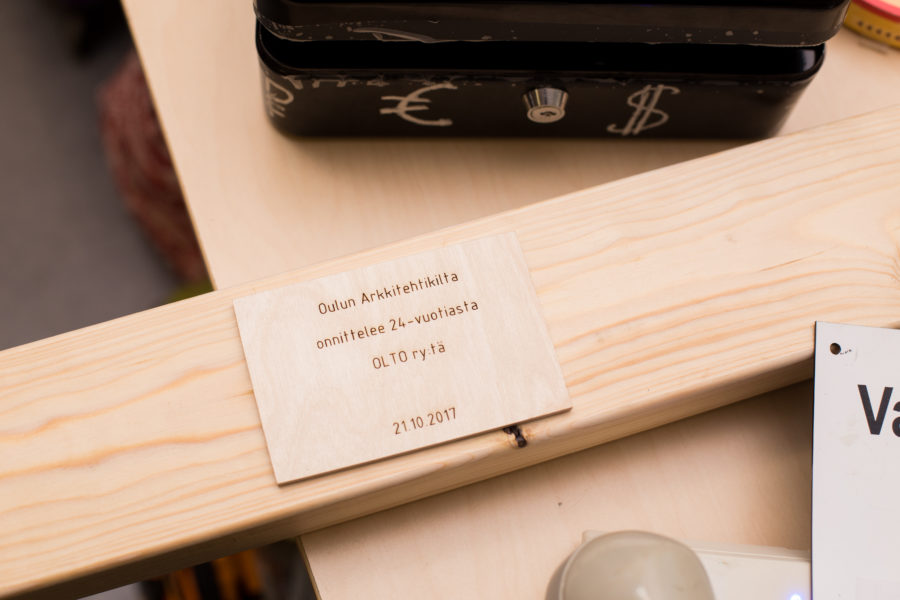 € $
Oulun Arkkitehtikilta
onnittelee 24-vuotiasta
OLTO ry:tä
21.10.2017